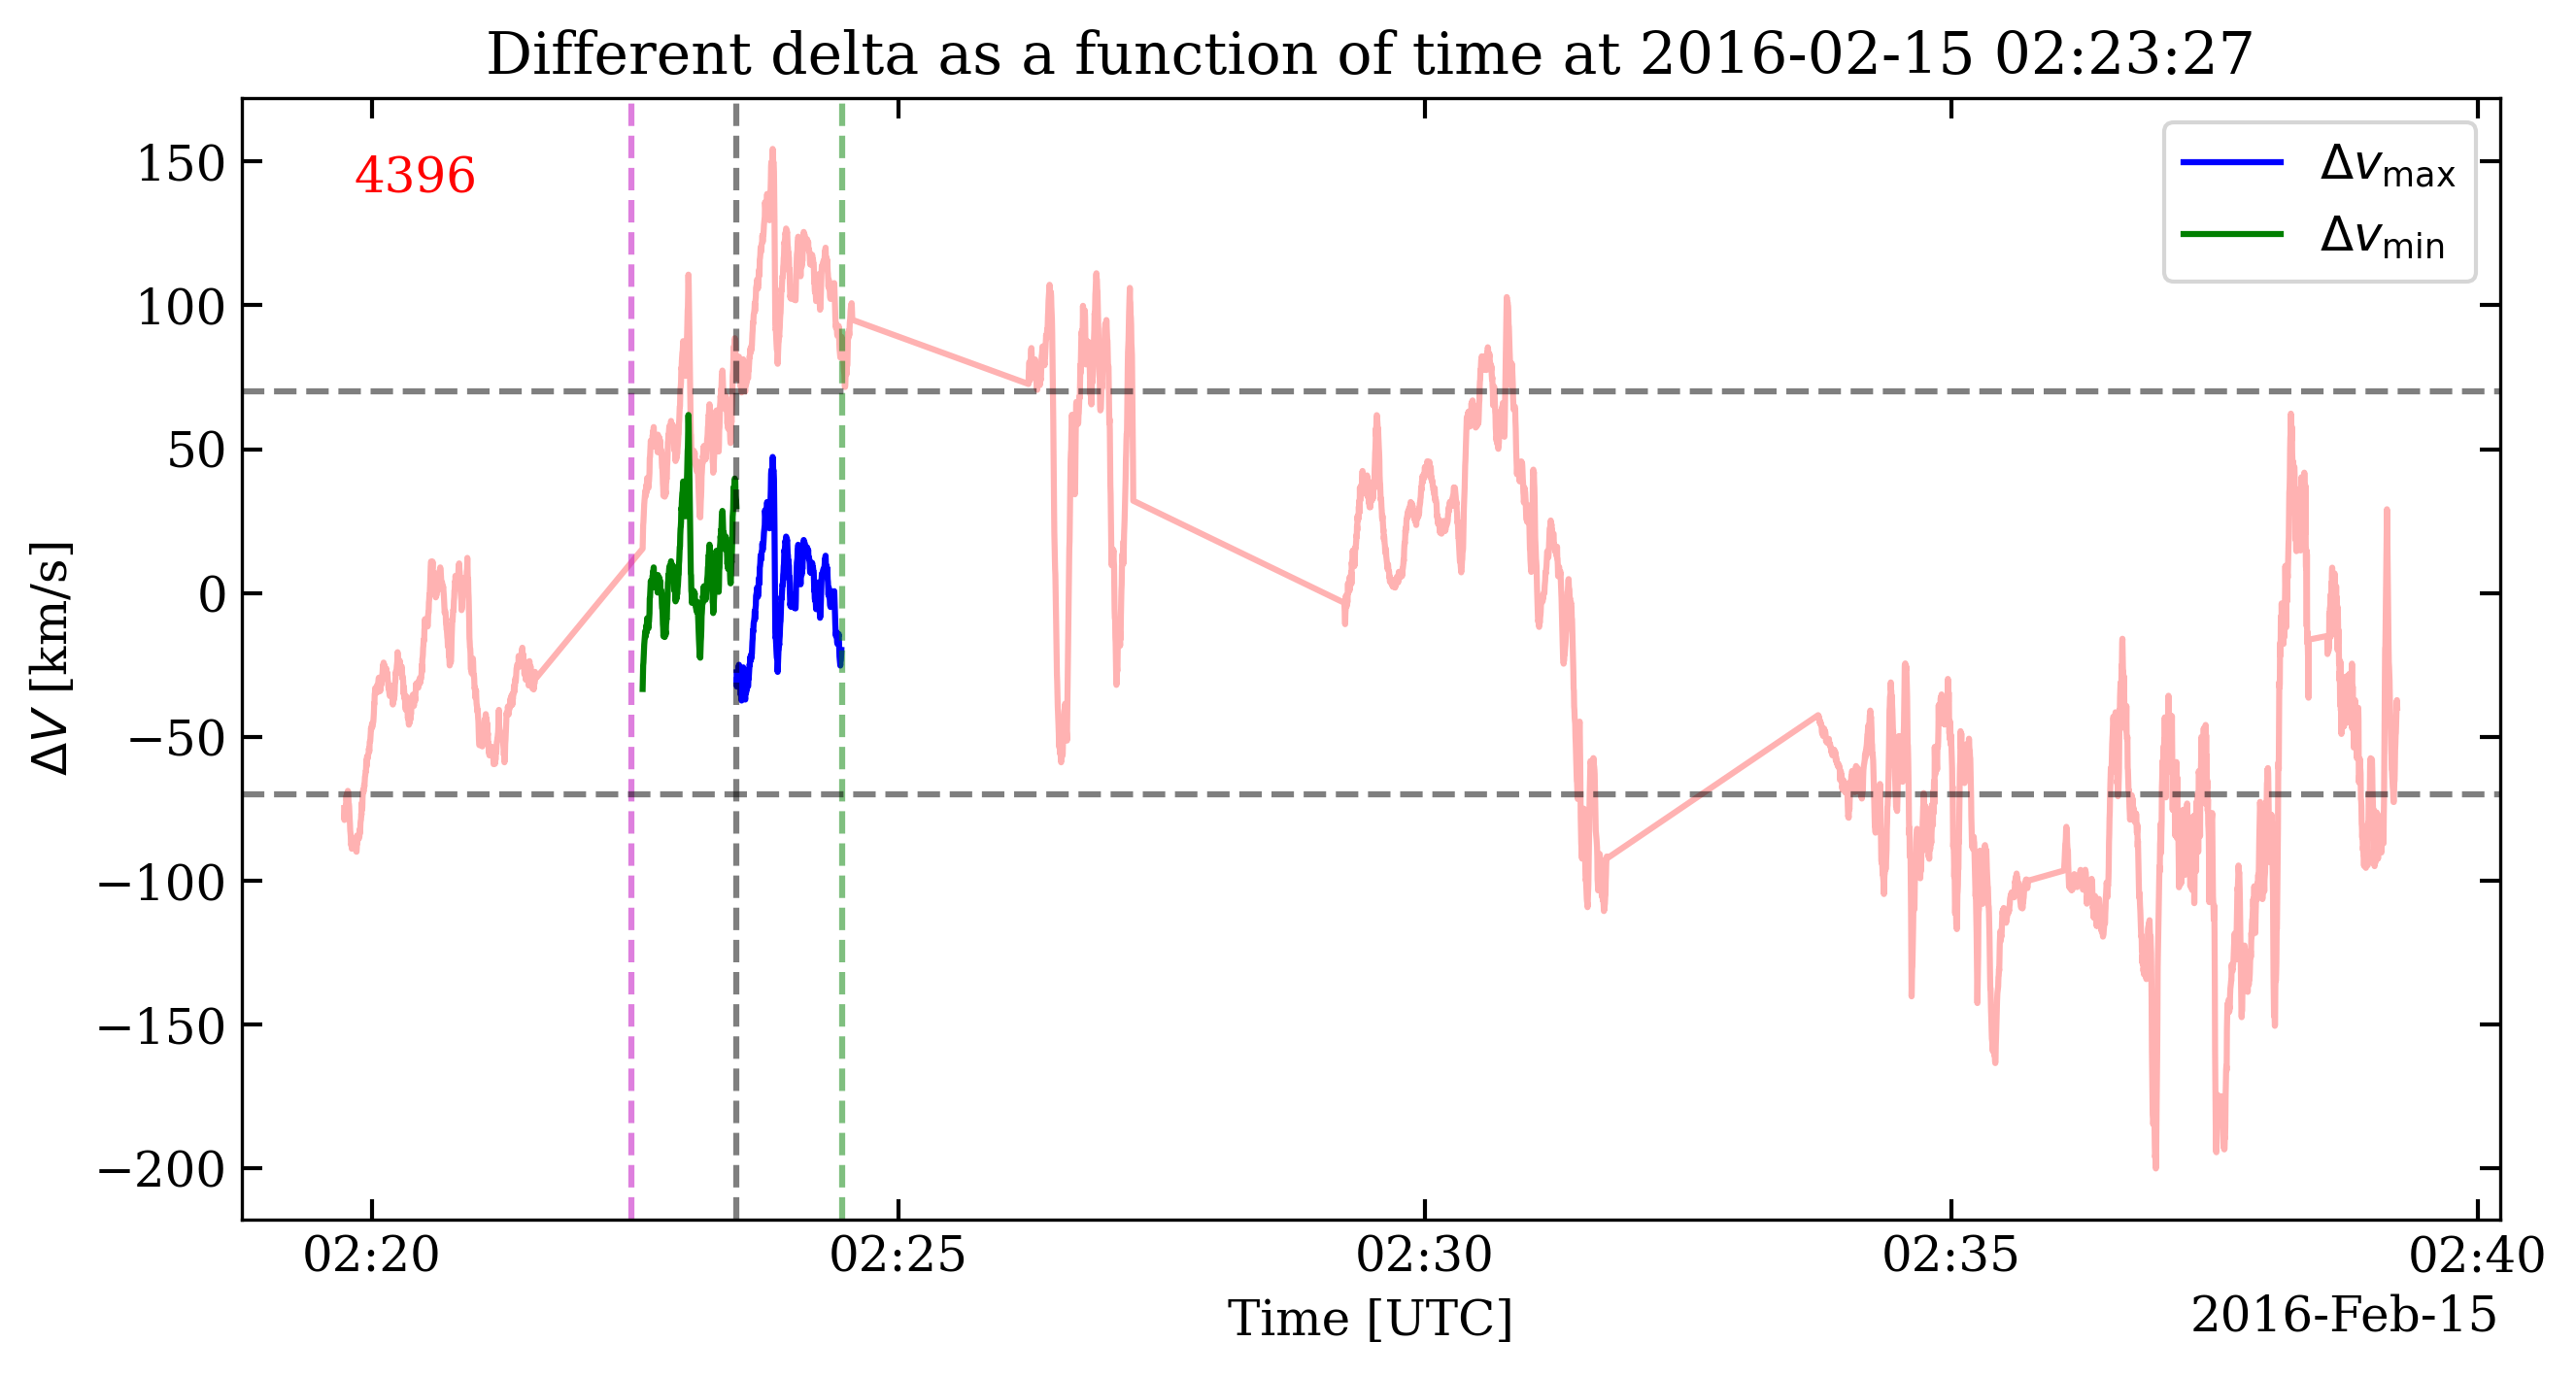 Different delta as a function of time at 2016-02-15 02:23:27
4396
Δv_max
Δv_min
ΔV [km/s]
150
100
50
0
−50
−100
−150
−200
02:20 02:25 02:30 02:35 02:40
Time [UTC]
2016-Feb-15